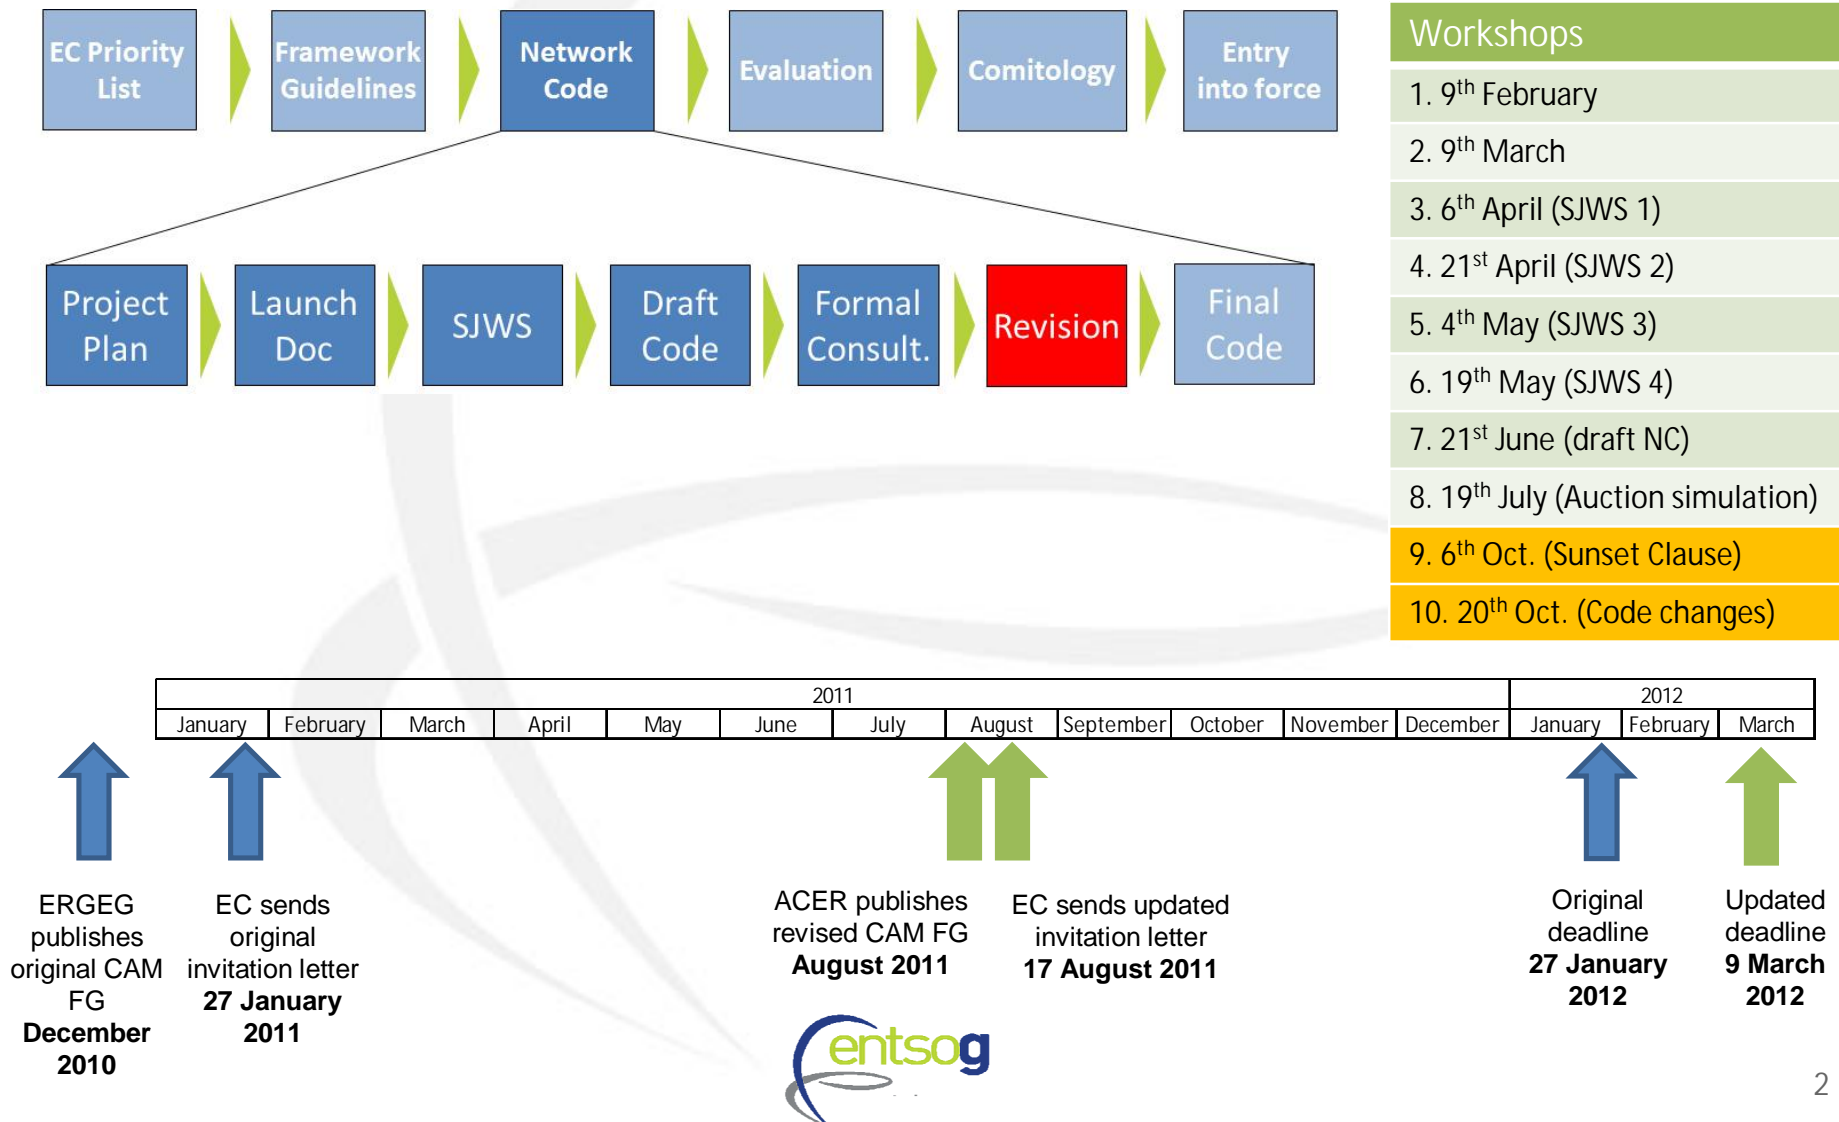 EC Priority
List
Framework
Guidelines
Network
Code
Evaluation
Comitology
Entry
into force
Project
Plan
Launch
Doc
SJWS
Draft
Code
Formal
Consult.
Revision
Final
Code
Workshops
1. 9th February
2. 9th March
3. 6th April (SJWS 1)
4. 21st April (SJWS 2)
5. 4th May (SJWS 3)
6. 19th May (SJWS 4)
7. 21st June (draft NC)
8. 19th July (Auction simulation)
9. 6th Oct. (Sunset Clause)
10. 20th Oct. (Code changes)
2011 2012
January February March April May June July August September October November December January February March
ERGEG
publishes
original CAM
FG
December
2010
EC sends
original
invitation letter
27 January
2011
ACER publishes
revised CAM FG
August 2011
EC sends updated
invitation letter
17 August 2011
Original
deadline
27 January
2012
Updated
deadline
9 March
2012
entsog
2